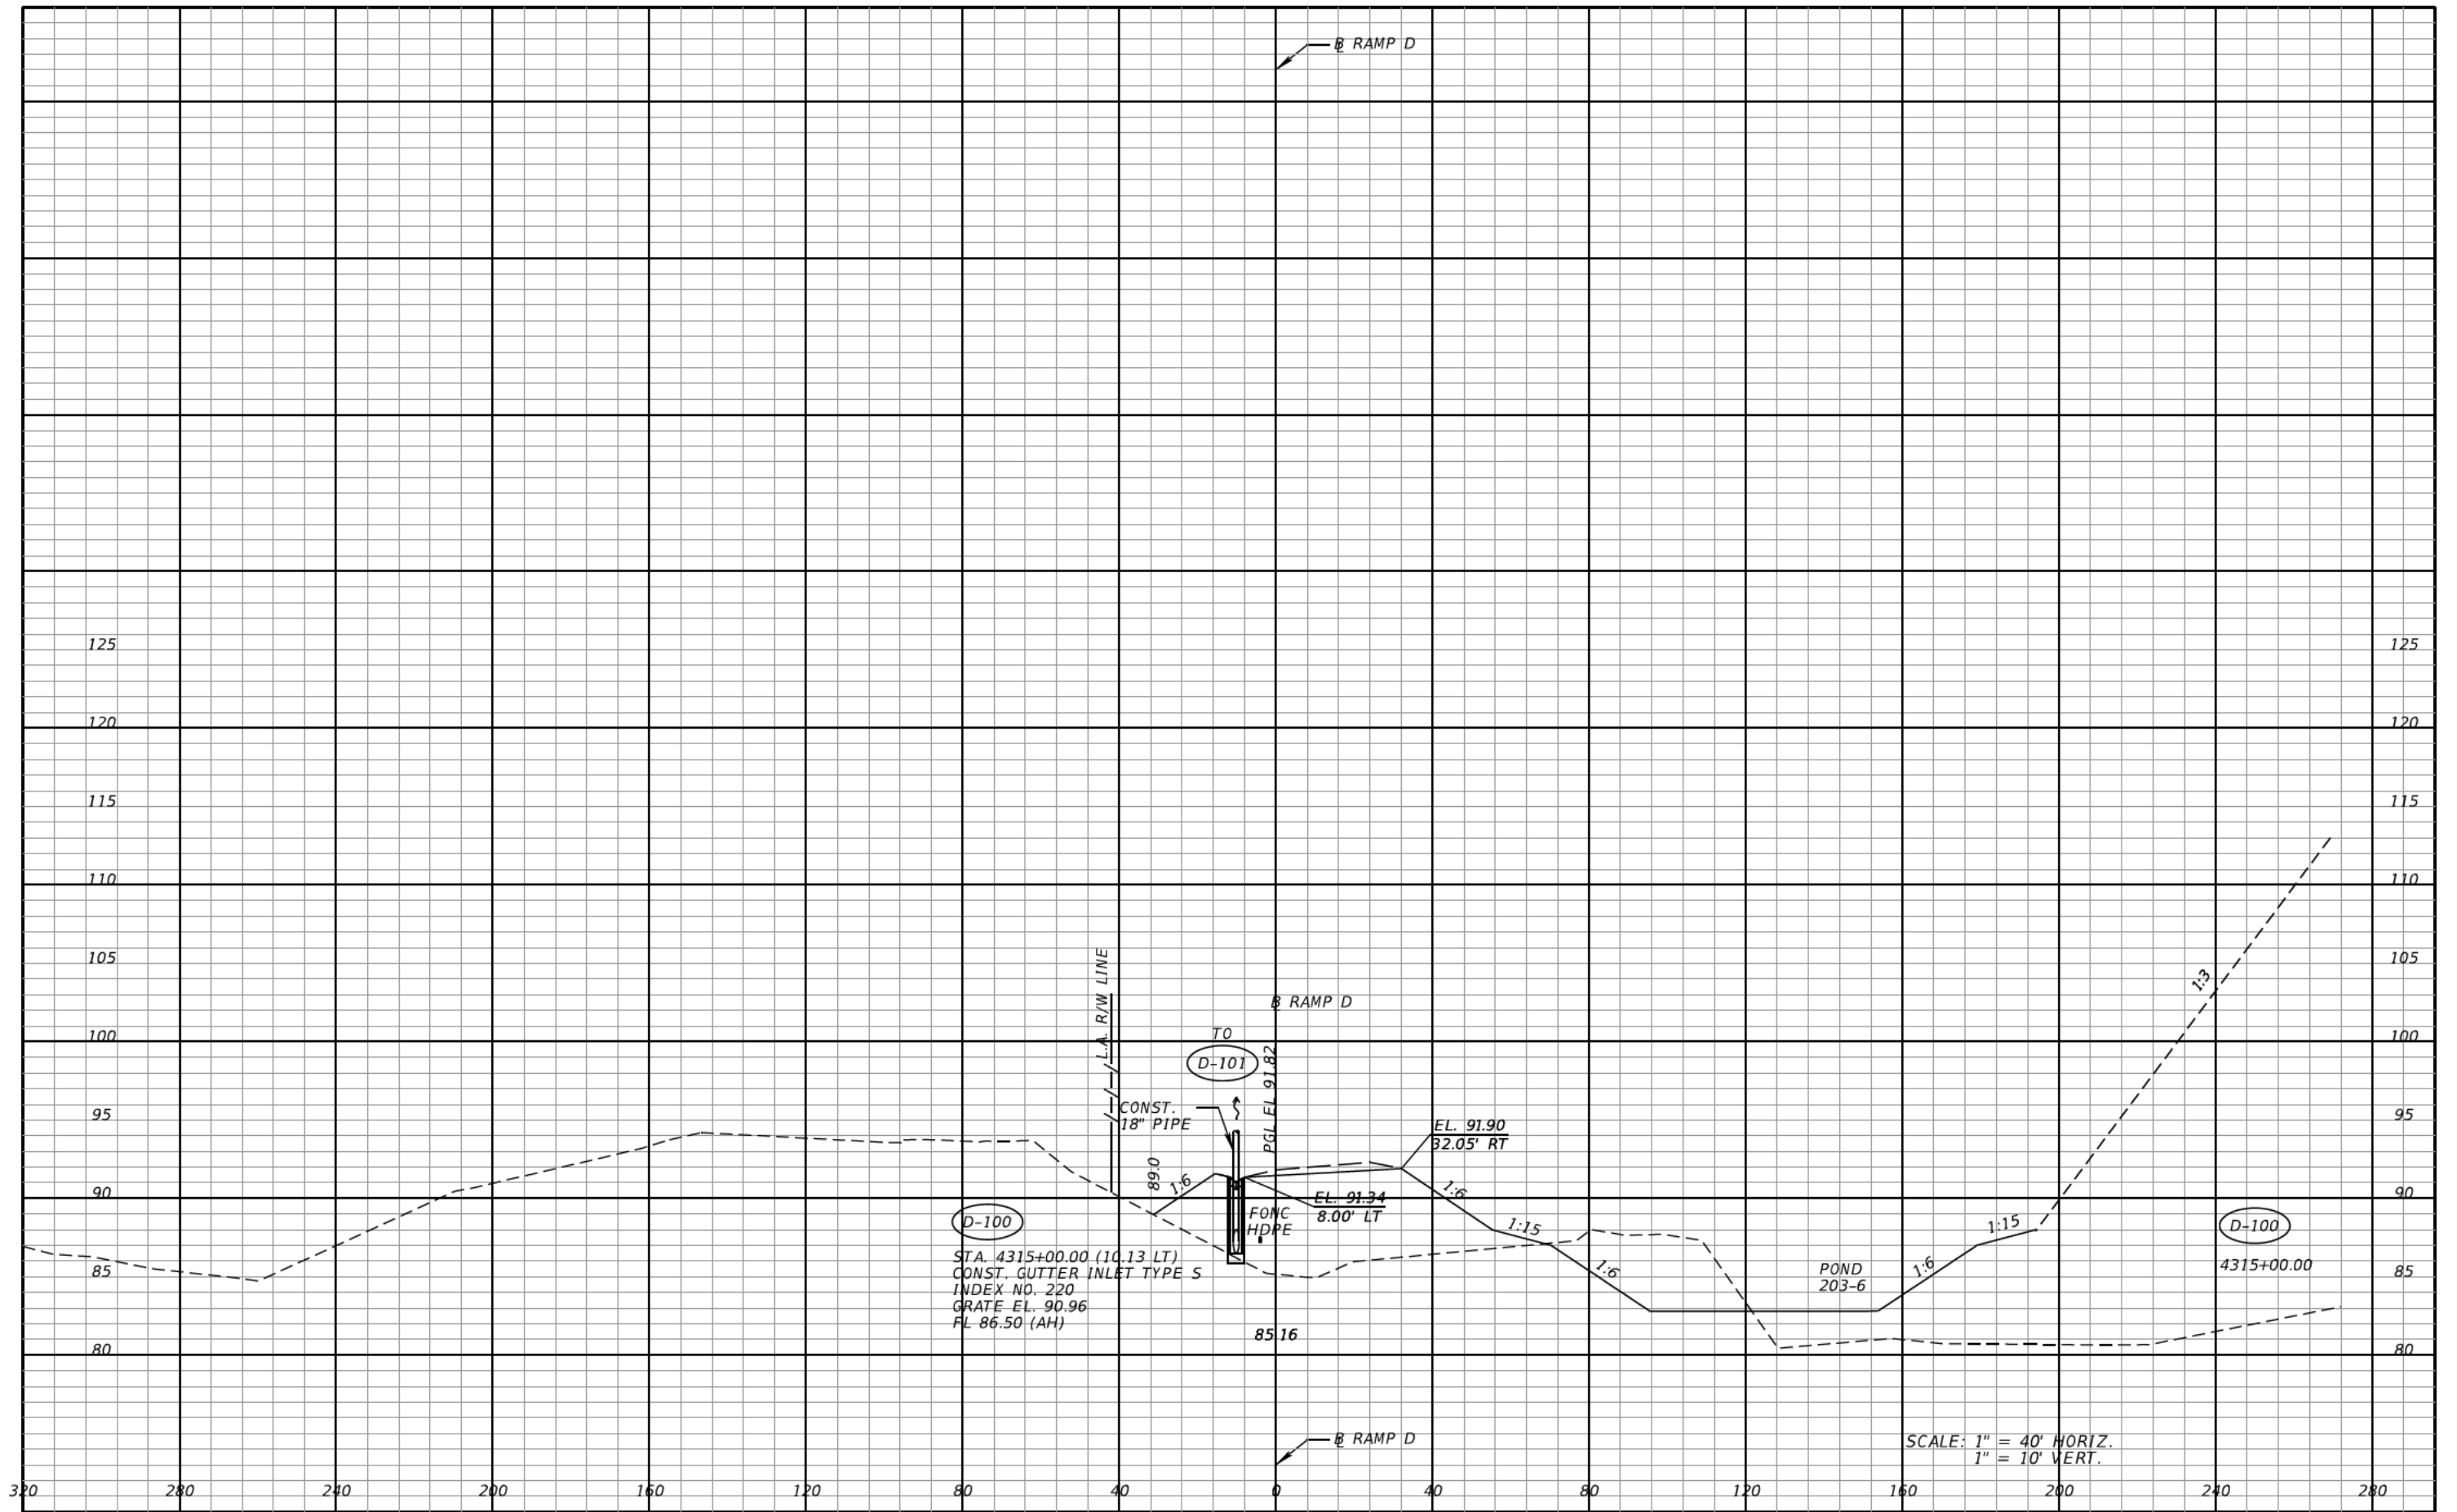 ℄ RAMP D
125 125
120 120
115 115
110 110
105 105
L.A. R/W LINE
℄ RAMP D
1:3
100 100
TO
D-101
PGL EL 91.82
95 95
CONST.
18" PIPE
EL. 91.90
32.05' RT
89.0
1:6
90 90
1:6
EL. 91.34
8.00' LT
FONC
HDPE
1:15
1:15
D-100
D-100
STA. 4315+00.00 (10.13 LT)
CONST. GUTTER INLET TYPE S
INDEX NO. 220
GRATE EL. 90.96
FL 86.50 (AH)
85 85
1:6
POND
203-6
1:6
4315+00.00
85.16
80 80
℄ RAMP D
SCALE: 1" = 40' HORIZ.
1" = 10' VERT.
320 280 240 200 160 120 80 40 0 40 80 120 160 200 240 280